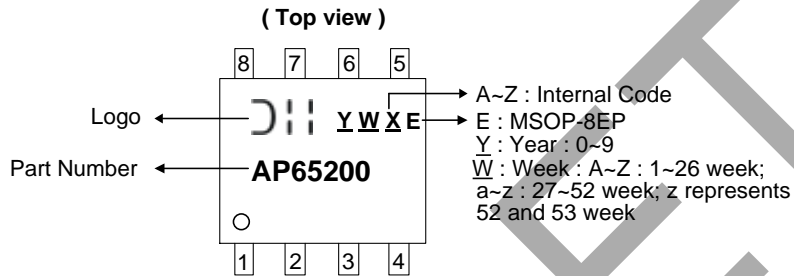 ( Top view )
8 7 6 5
Logo
Y W X E
A~Z : Internal Code
E : MSOP-8EP
Y : Year : 0~9
W : Week : A~Z : 1~26 week;
a~z : 27~52 week; z represents
52 and 53 week
Part Number
AP65200
1 2 3 4